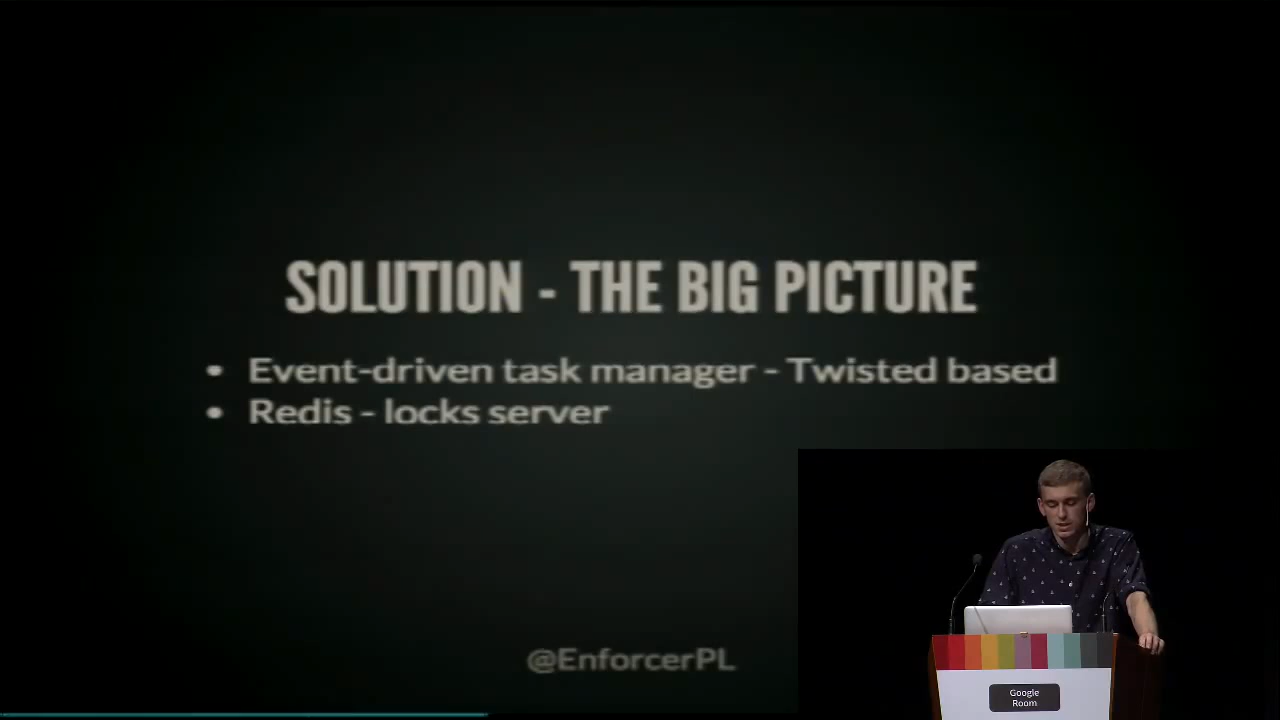 SOLUTION - THE BIG PICTURE
• Event-driven task manager - Twisted based
• Redis - locks server
@EnforcerPL
Google
Room